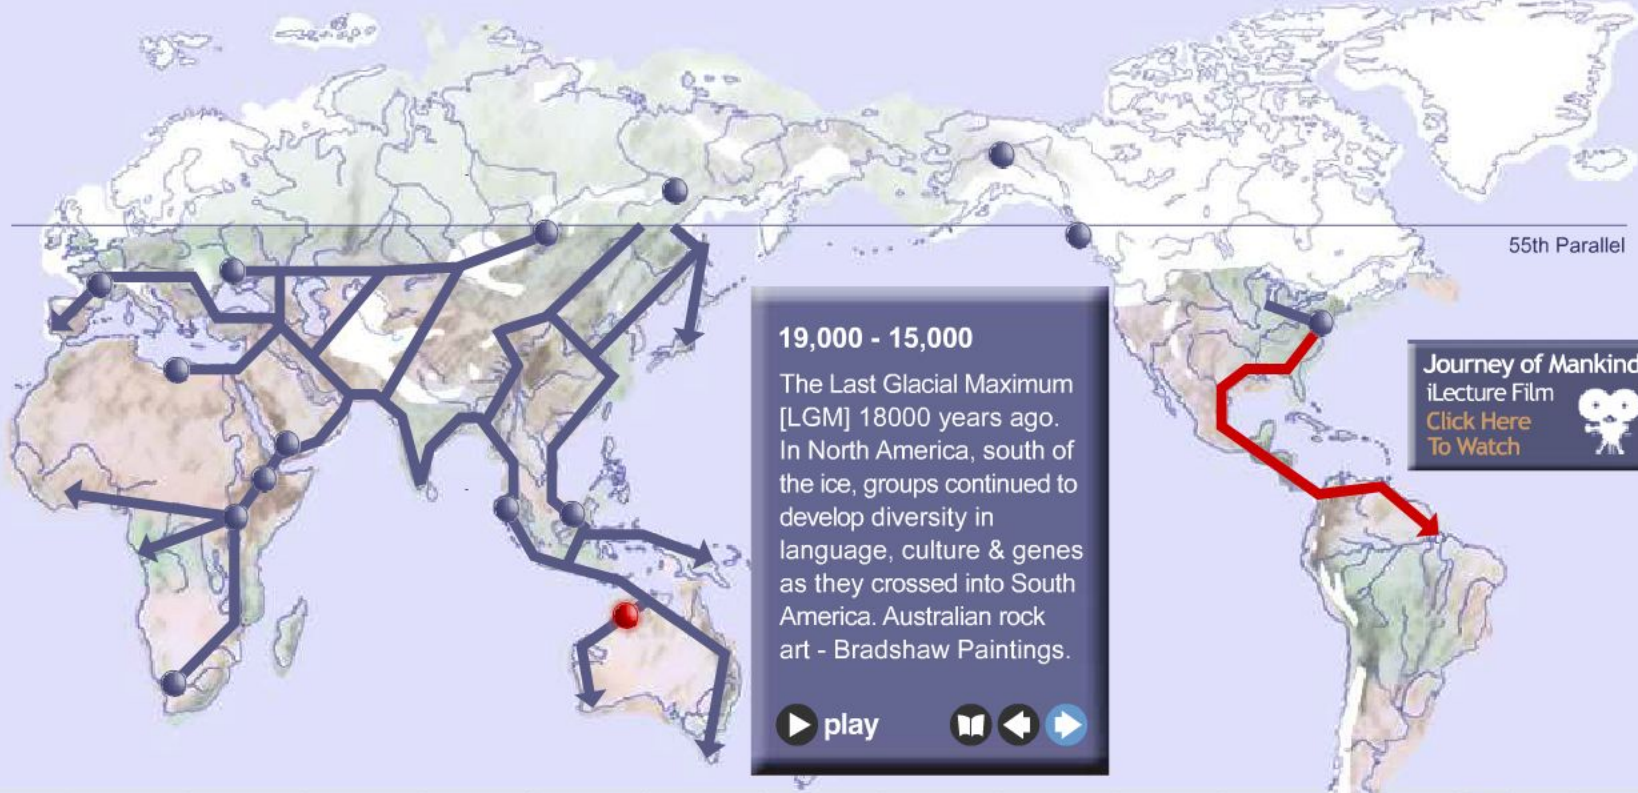 55th Parallel
19,000 - 15,000
The Last Glacial Maximum
[LGM] 18000 years ago.
In North America, south of
the ice, groups continued to
develop diversity in
language, culture & genes
as they crossed into South
America. Australian rock
art - Bradshaw Paintings.
play
Journey of Mankind
iLecture Film
Click Here
To Watch